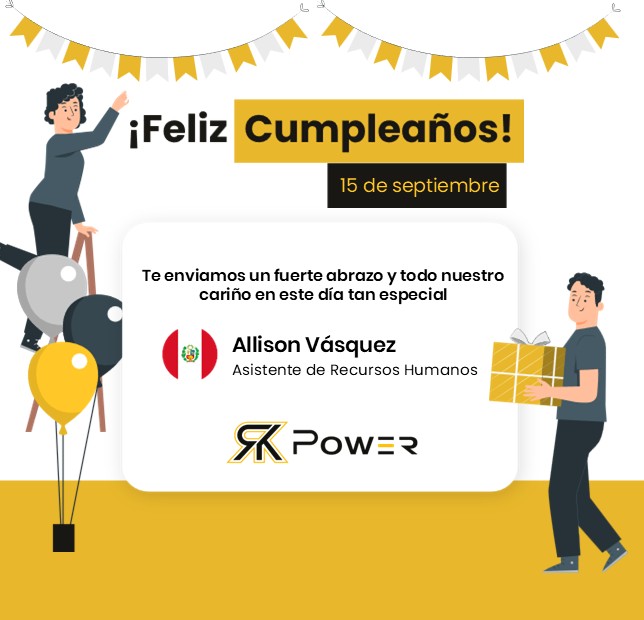 ¡Feliz Cumpleaños!
15 de septiembre
Te enviamos un fuerte abrazo y todo nuestro
cariño en este día tan especial
Allison Vásquez
Asistente de Recursos Humanos
RK POWER